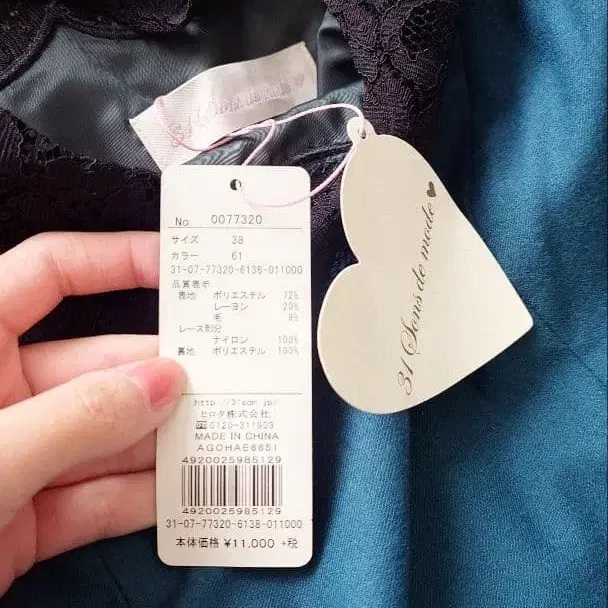 31 Sons de mode
No 0077320
サイズ 38
カラー 61
31-07-77320-6138-011000
品質表示
表地 ポリエステル 72%
レーヨン 20%
毛 8%
レース部分
ナイロン 100%
裏地 ポリエステル 100%
http://31sdm.jp/
ヒロタ株式会社
0120-311903
MADE IN CHINA
AGOHAE6651
4920025985129
4920025985129
31-07-77320-6138-011000
本体価格 ¥11,000 +税
31 Sons de mode